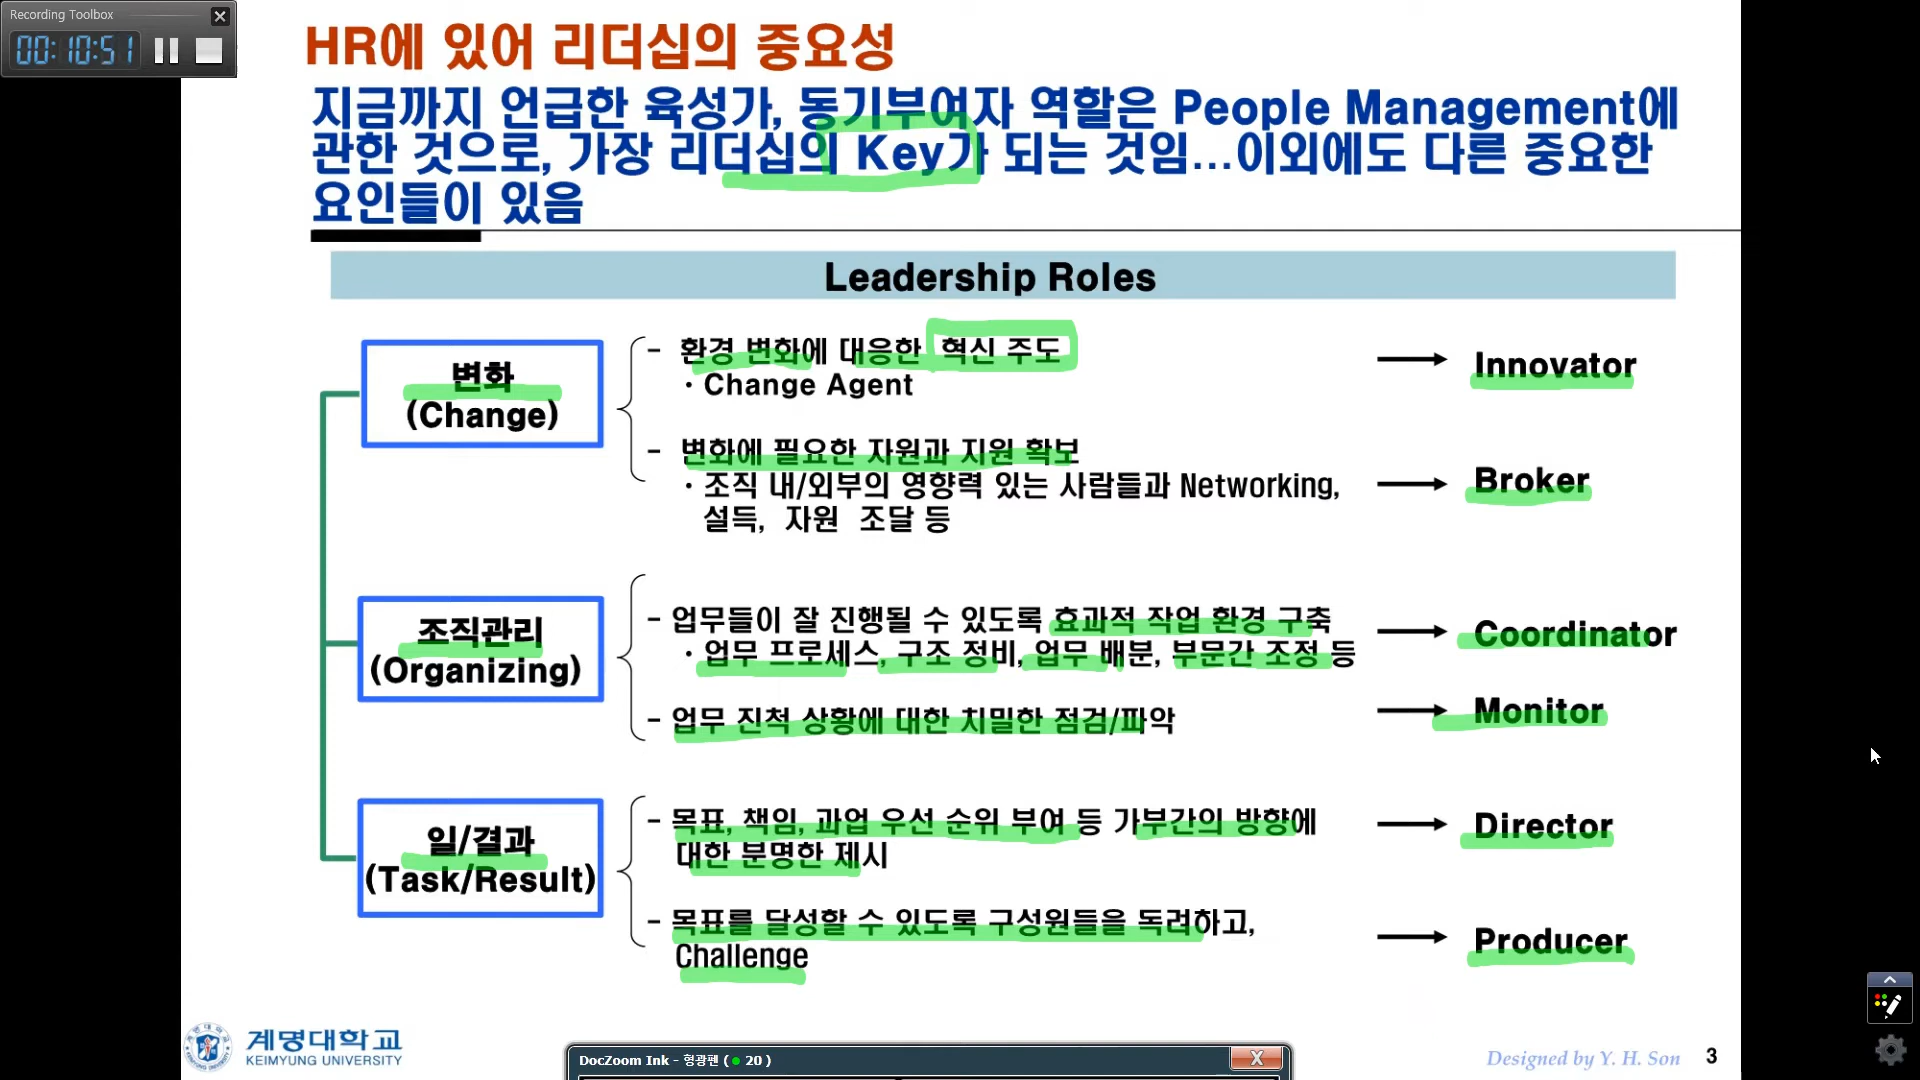 Recording Toolbox
00:10:51
HR에 있어 리더십의 중요성
지금까지 언급한 육성가, 동기부여자 역할은 People Management에
관한 것으로, 가장 리더십의 Key가 되는 것임...이외에도 다른 중요한
요인들이 있음
Leadership Roles
변화
(Change)
- 환경 변화에 대응한 혁신 주도
· Change Agent
Innovator
- 변화에 필요한 자원과 지원 확보
· 조직 내/외부의 영향력 있는 사람들과 Networking,
설득, 자원 조달 등
Broker
조직관리
(Organizing)
- 업무들이 잘 진행될 수 있도록 효과적 작업 환경 구축
· 업무 프로세스, 구조 정비, 업무 배분, 부문간 조정 등
Coordinator
- 업무 진척 상황에 대한 치밀한 점검/파악
Monitor
일/결과
(Task/Result)
- 목표, 책임, 과업 우선 순위 부여 등 가부간의 방향에
대한 분명한 제시
Director
- 목표를 달성할 수 있도록 구성원들을 독려하고,
Challenge
Producer
계명대학교
KEIMYUNG UNIVERSITY
DocZoom Ink - 형광펜 ( 20 )
Designed by Y. H. Son
3